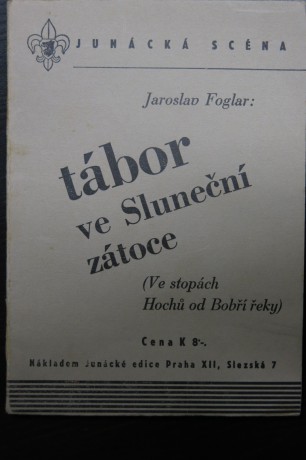 JUNÁCKÁ SCÉNA
Jaroslav Foglar:
tábor
ve Sluneční
zátoce
(Ve stopách
Hochů od Bobří řeky)
Cena K 8·-.
Nákladem Junácké edice Praha XII, Slezská 7